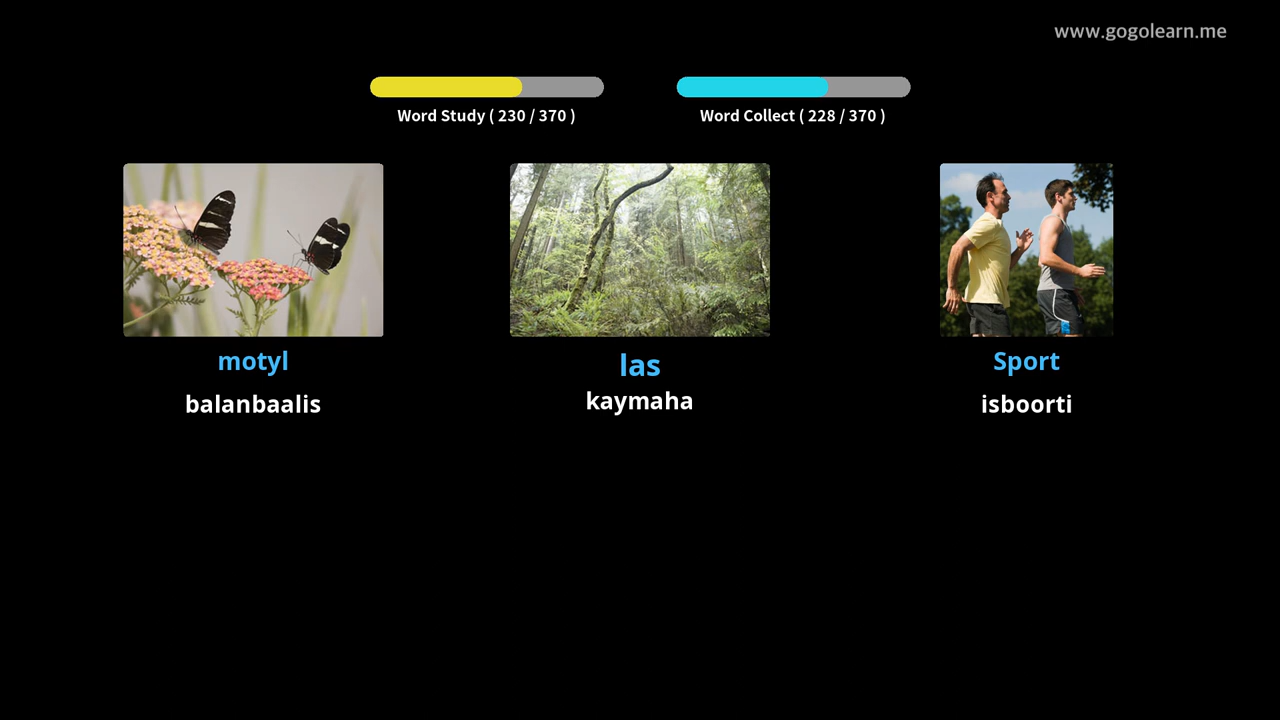 www.gogolearn.me
Word Study ( 230 / 370 )
Word Collect ( 228 / 370 )
motyl
balanbaalis
las
kaymaha
Sport
isboorti